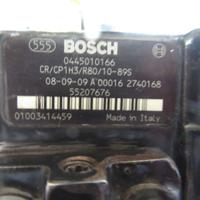 555 BOSCH
0445010166
CR/CP1H3/R80/10-89S
08-09-09 A 00016 2740168
55207676
01003414459 Made in Italy